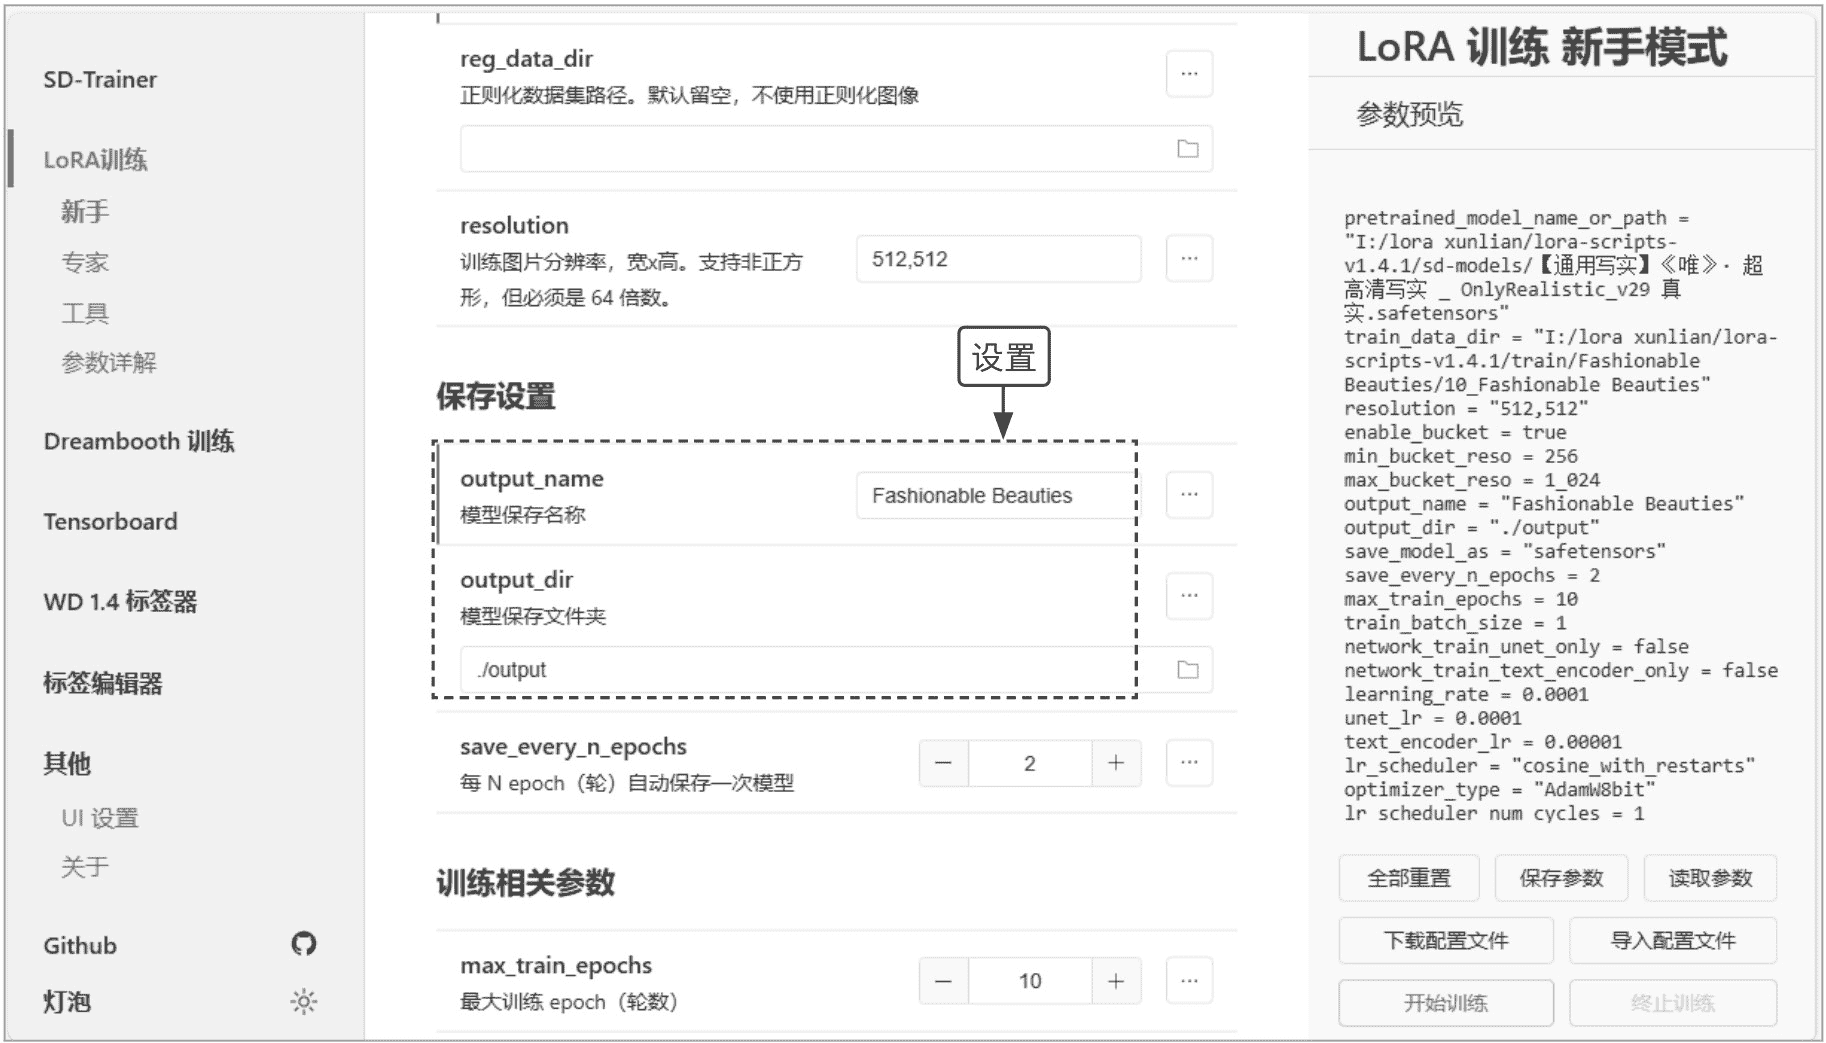 SD-Trainer
LoRA训练
新手
专家
工具
参数详解
Dreambooth 训练
Tensorboard
WD 1.4 标签器
标签编辑器
其他
UI 设置
关于
Github
灯泡
reg_data_dir
正则化数据集路径。默认留空，不使用正则化图像
...
resolution
训练图片分辨率，宽x高。支持非正方
形，但必须是 64 倍数。
512,512
...
设置
保存设置
output_name
模型保存名称
Fashionable Beauties
...
output_dir
模型保存文件夹
...
./output
save_every_n_epochs
每 N epoch（轮）自动保存一次模型
— 2 +
...
训练相关参数
max_train_epochs
最大训练 epoch（轮数）
— 10 +
...
LoRA 训练 新手模式
参数预览
pretrained_model_name_or_path =
"I:/lora xunlian/lora-scripts-
v1.4.1/sd-models/【通用写实】《唯》· 超
高清写实 _ OnlyRealistic_v29 真
实.safetensors"
train_data_dir = "I:/lora xunlian/lora-
scripts-v1.4.1/train/Fashionable
Beauties/10_Fashionable Beauties"
resolution = "512,512"
enable_bucket = true
min_bucket_reso = 256
max_bucket_reso = 1_024
output_name = "Fashionable Beauties"
output_dir = "./output"
save_model_as = "safetensors"
save_every_n_epochs = 2
max_train_epochs = 10
train_batch_size = 1
network_train_unet_only = false
network_train_text_encoder_only = false
learning_rate = 0.0001
unet_lr = 0.0001
text_encoder_lr = 0.00001
lr_scheduler = "cosine_with_restarts"
optimizer_type = "AdamW8bit"
lr_scheduler_num_cycles = 1
全部重置 保存参数 读取参数
下载配置文件 导入配置文件
开始训练 终止训练